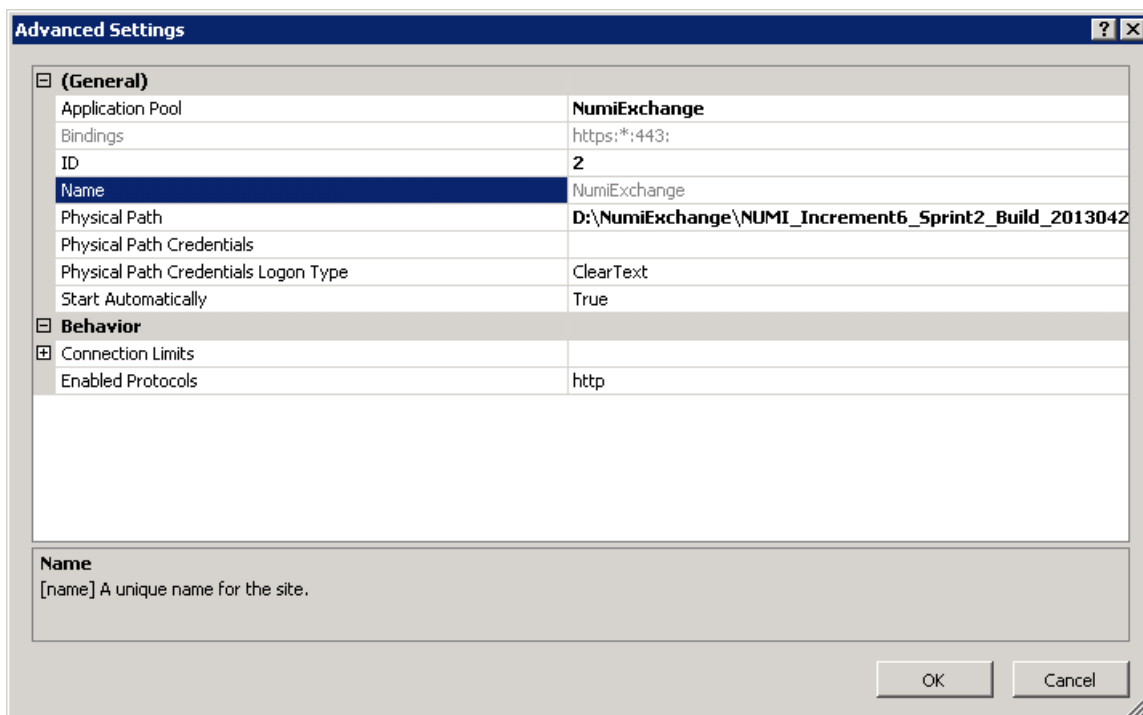 Advanced Settings
(General)
Application Pool NumiExchange
Bindings https:*:443:
ID 2
Name NumiExchange
Physical Path D:\NumiExchange\NUMI_Increment6_Sprint2_Build_2013042
Physical Path Credentials
Physical Path Credentials Logon Type ClearText
Start Automatically True
Behavior
Connection Limits
Enabled Protocols http
Name
[name] A unique name for the site.
OK Cancel